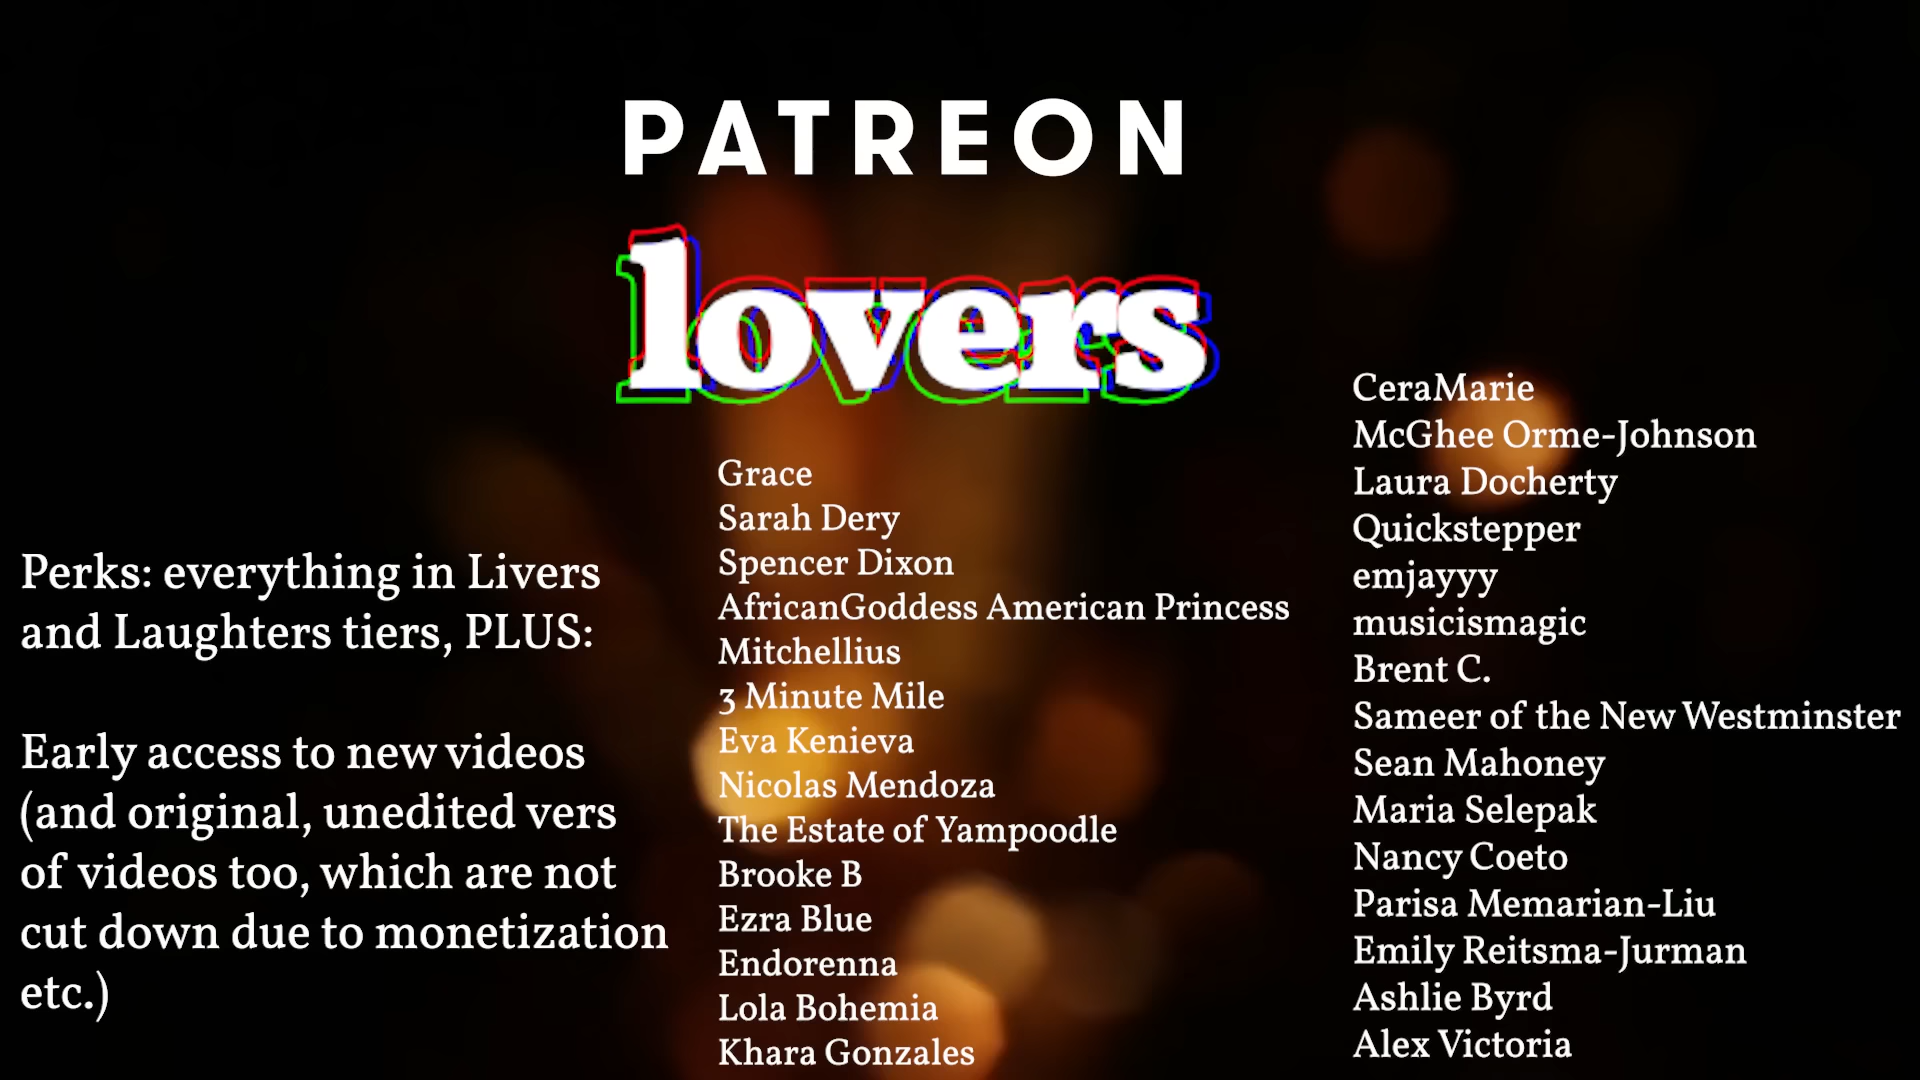 PATREON
lovers
Perks: everything in Livers
and Laughters tiers, PLUS:
Early access to new videos
(and original, unedited vers
of videos too, which are not
cut down due to monetization
etc.)
Grace
Sarah Dery
Spencer Dixon
AfricanGoddess American Princess
Mitchellius
3 Minute Mile
Eva Kenieva
Nicolas Mendoza
The Estate of Yampoodle
Brooke B
Ezra Blue
Endorenna
Lola Bohemia
Khara Gonzales
CeraMarie
McGhee Orme-Johnson
Laura Docherty
Quickstepper
emjayyy
musicismagic
Brent C.
Sameer of the New Westminster
Sean Mahoney
Maria Selepak
Nancy Coeto
Parisa Memarian-Liu
Emily Reitsma-Jurman
Ashlie Byrd
Alex Victoria